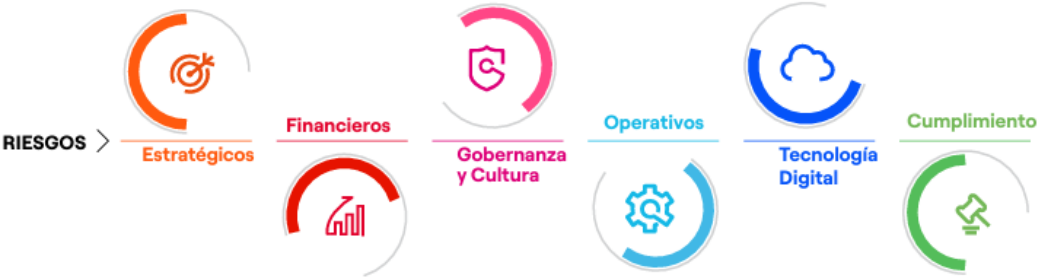 RIESGOS
Estratégicos
Financieros
Gobernanza
y Cultura
Operativos
Tecnología
Digital
Cumplimiento